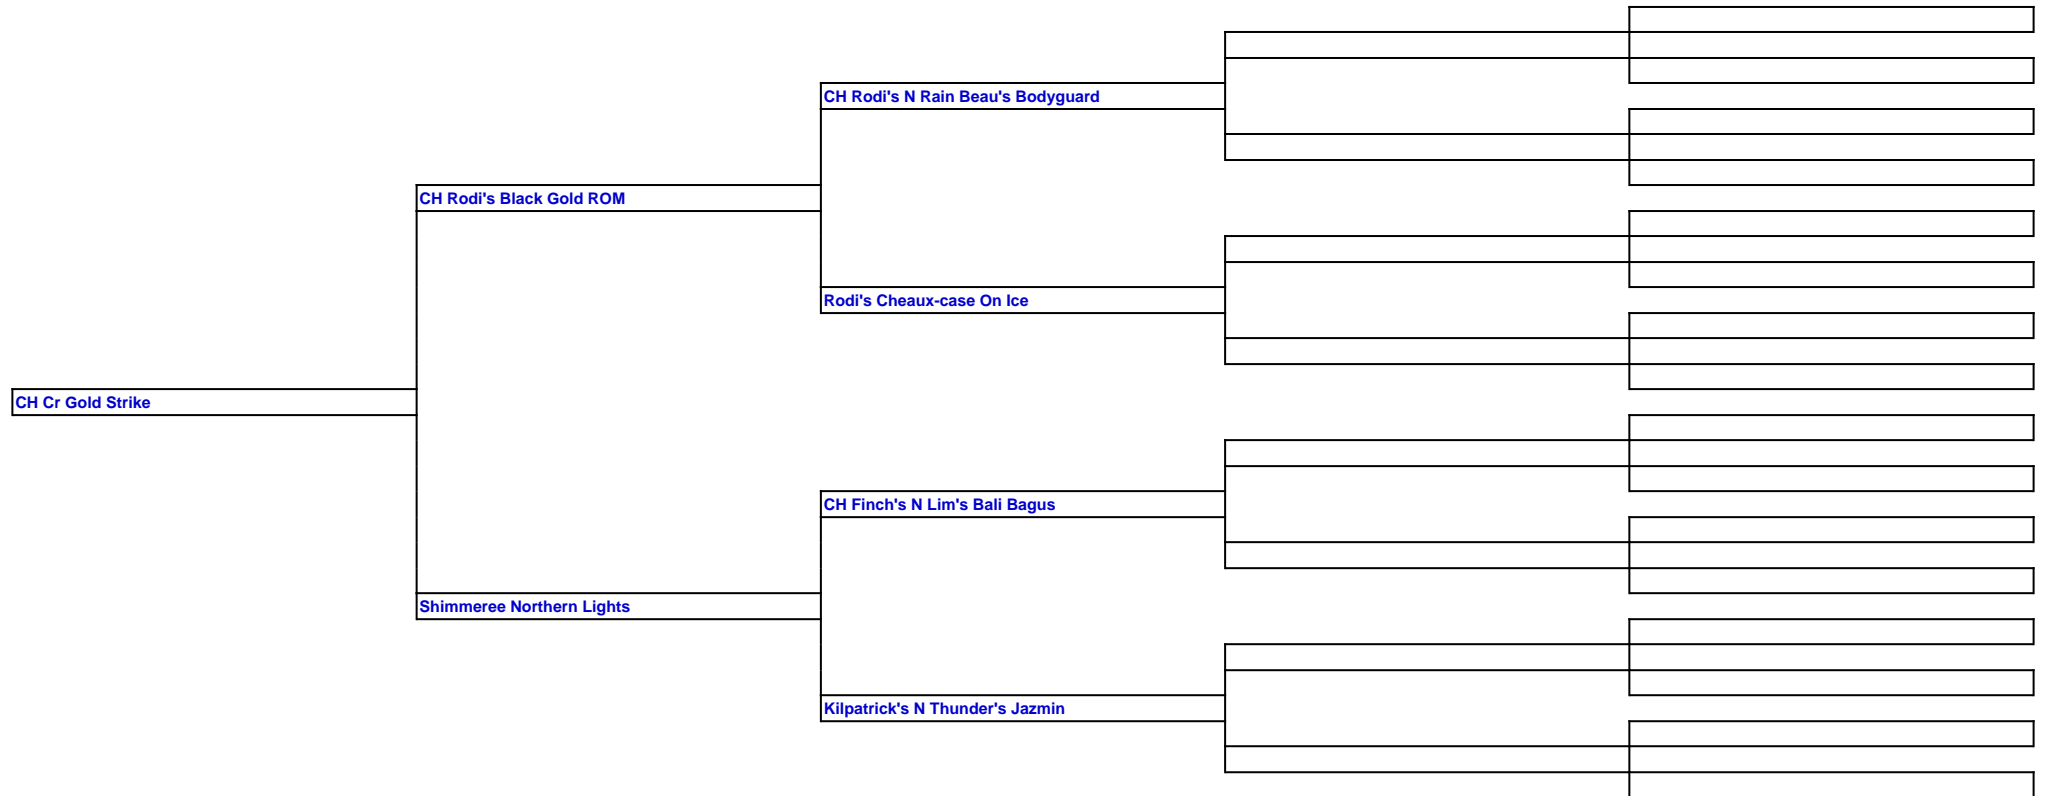 CH Rodi's N Rain Beau's Bodyguard
CH Rodi's Black Gold ROM
Rodi's Cheaux-case On Ice
CH Cr Gold Strike
CH Finch's N Lim's Bali Bagus
Shimmeree Northern Lights
Kilpatrick's N Thunder's Jazmin